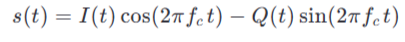 s(t) = I(t) cos(2πf_c t) − Q(t) sin(2πf_c t)